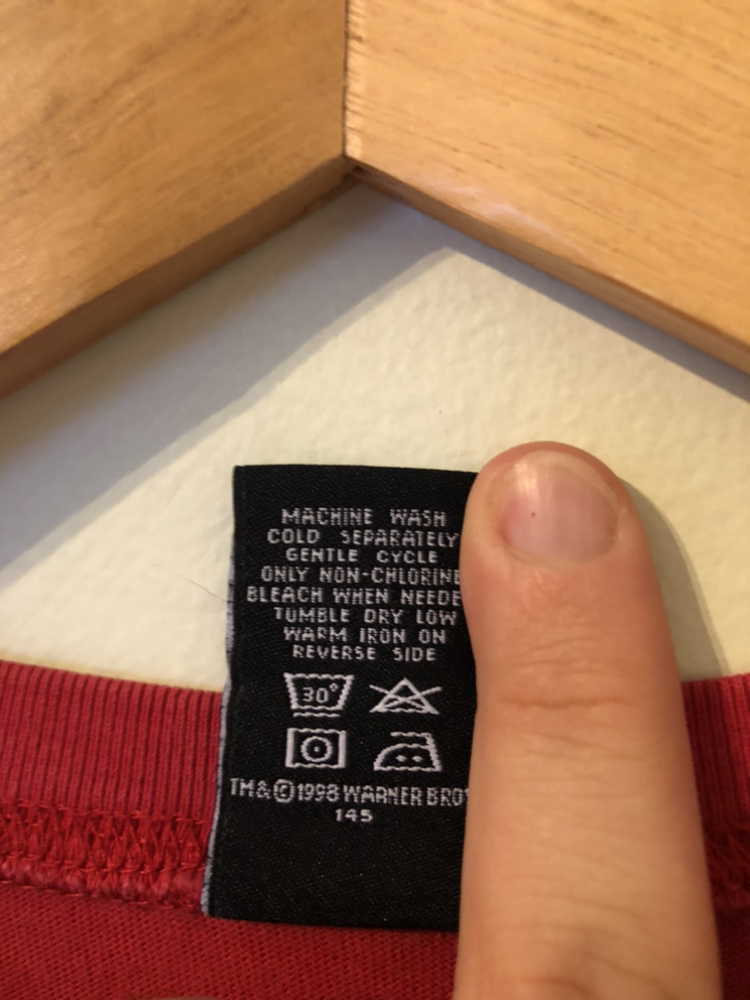 MACHINE WASH
COLD SEPARATELY
GENTLE CYCLE
ONLY NON-CHLORINE
BLEACH WHEN NEEDE
TUMBLE DRY LOW
WARM IRON ON
REVERSE SIDE
30°
TM&©1998 WARNER BRO
145